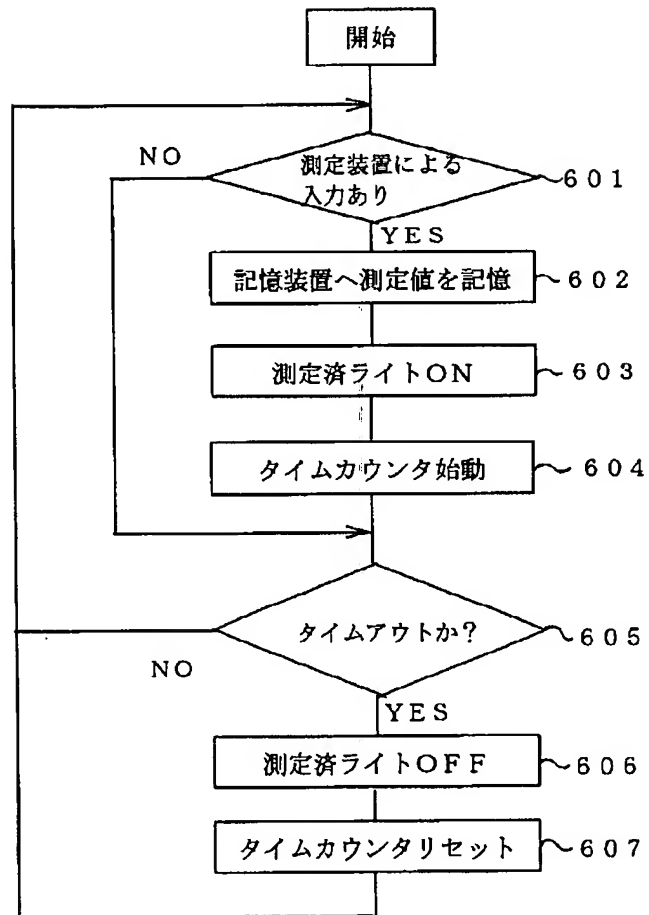 開始
NO
測定装置による
入力あり
601
YES
記憶装置へ測定値を記憶
602
測定済ライトON
603
タイムカウンタ始動
604
タイムアウトか？
605
NO
YES
測定済ライトOFF
606
タイムカウンタリセット
607